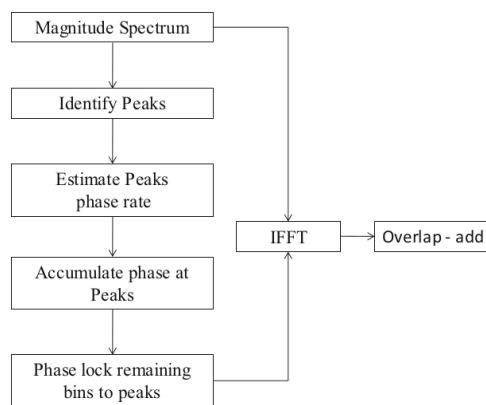 Magnitude Spectrum
Identify Peaks
Estimate Peaks
phase rate
Accumulate phase at
Peaks
Phase lock remaining
bins to peaks
IFFT
Overlap - add